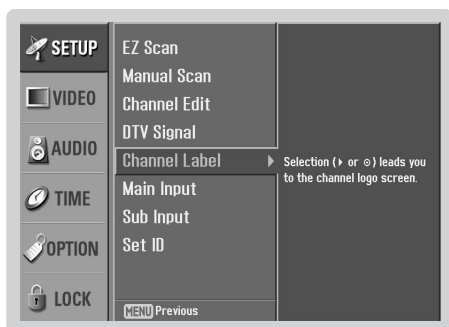 SETUP
VIDEO
AUDIO
TIME
OPTION
LOCK
EZ Scan
Manual Scan
Channel Edit
DTV Signal
Channel Label
Main Input
Sub Input
Set ID
MENU Previous
Selection (▶ or ⊙) leads you
to the channel logo screen.